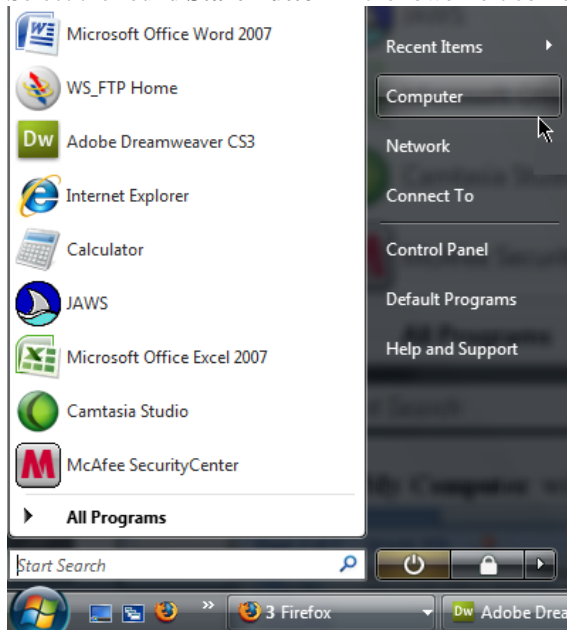 Microsoft Office Word 2007
WS_FTP Home
Dw Adobe Dreamweaver CS3
Internet Explorer
Calculator
JAWS
Microsoft Office Excel 2007
Camtasia Studio
McAfee SecurityCenter
All Programs
Start Search
Recent Items
Computer
Network
Connect To
Control Panel
Default Programs
Help and Support
» 3 Firefox
Dw Adobe Drea